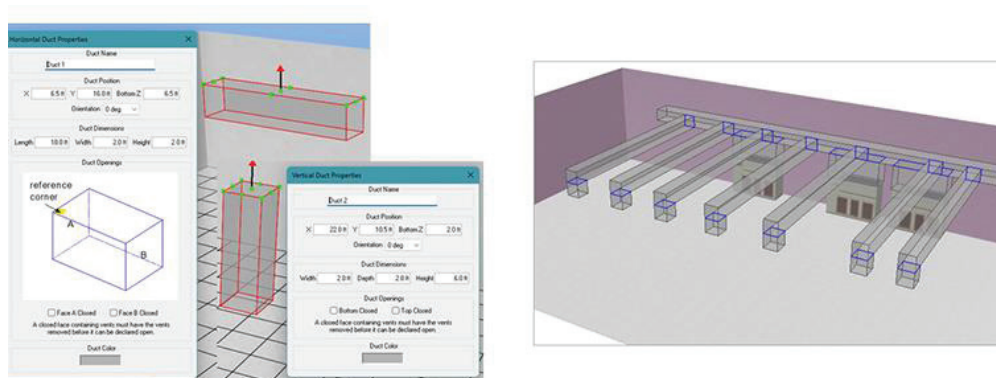 Horizontal Duct Properties
Duct Name
Duct 1
Duct Position
X 6.5 ft Y 16.0 ft Bottom Z 6.5 ft
Orientation 0 deg
Duct Dimensions
Length 10.0 ft Width 2.0 ft Height 2.0 ft
Duct Openings
reference
corner
A
B
Face A Closed Face B Closed
A closed face containing vents must have the vents
removed before it can be declared open.
Duct Color
Vertical Duct Properties
Duct Name
Duct 2
Duct Position
X 22.0 ft Y 10.5 ft Bottom Z 2.0 ft
Orientation 0 deg
Duct Dimensions
Width 2.0 ft Depth 2.0 ft Height 6.0 ft
Duct Openings
Bottom Closed Top Closed
A closed face containing vents must have the vents
removed before it can be declared open.
Duct Color